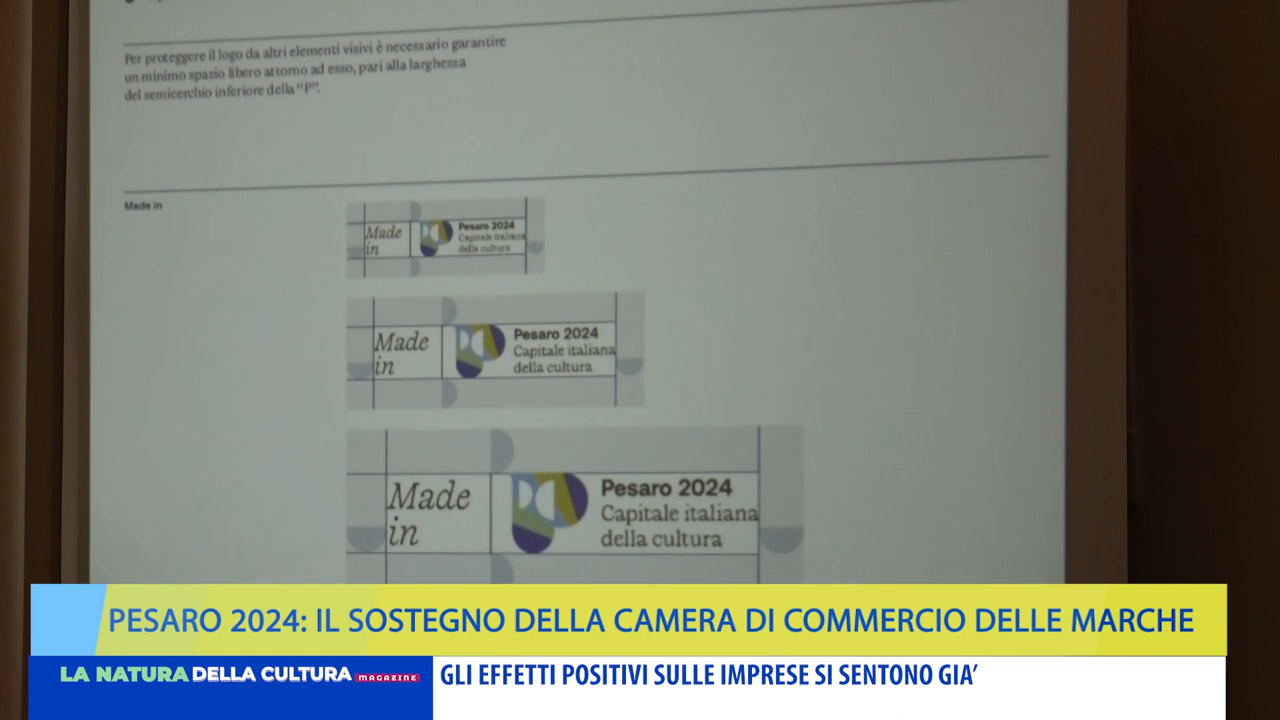 Per proteggere il logo da altri elementi visivi è necessario garantire
un minimo spazio libero attorno ad esso, pari alla larghezza
del semicerchio inferiore della “P”.
Made in
Made
in
Pesaro 2024
Capitale italiana
della cultura
Made
in
Pesaro 2024
Capitale italiana
della cultura
Made
in
Pesaro 2024
Capitale italiana
della cultura
PESARO 2024: IL SOSTEGNO DELLA CAMERA DI COMMERCIO DELLE MARCHE
LA NATURA DELLA CULTURA MAGAZINE
GLI EFFETTI POSITIVI SULLE IMPRESE SI SENTONO GIA’